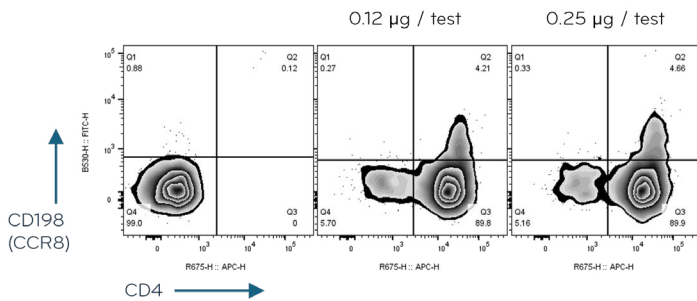 0.12 µg / test
0.25 µg / test
Q1
0.88
Q2
0.12
Q1
0.27
Q2
4.21
Q1
0.33
Q2
4.66
10⁵
10⁴
10³
0
B530-H :: FITC-H
CD198
(CCR8)
Q4
99.0
Q3
0
Q4
5.70
Q3
89.8
Q4
5.16
Q3
89.9
0 10³ 10⁴ 10⁵
0 10³ 10⁴ 10⁵
0 10³ 10⁴ 10⁵
R675-H :: APC-H
R675-H :: APC-H
R675-H :: APC-H
CD4